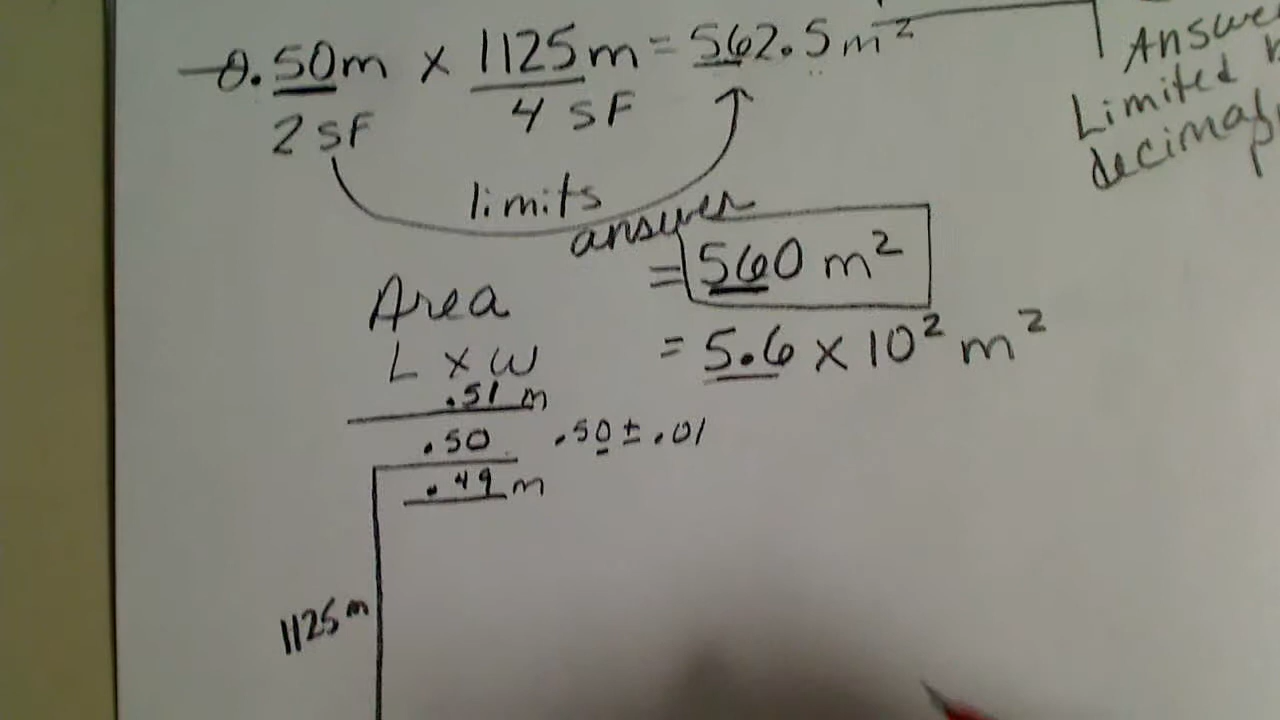 0.50m x 1125m = 562.5m²
2 SF 4 SF
Answer
Limited
decimal
limits
answer
= 560 m²
Area
L x W
= 5.6 x 10² m²
.51 m
.50 .50 ± .01
.49 m
1125 m